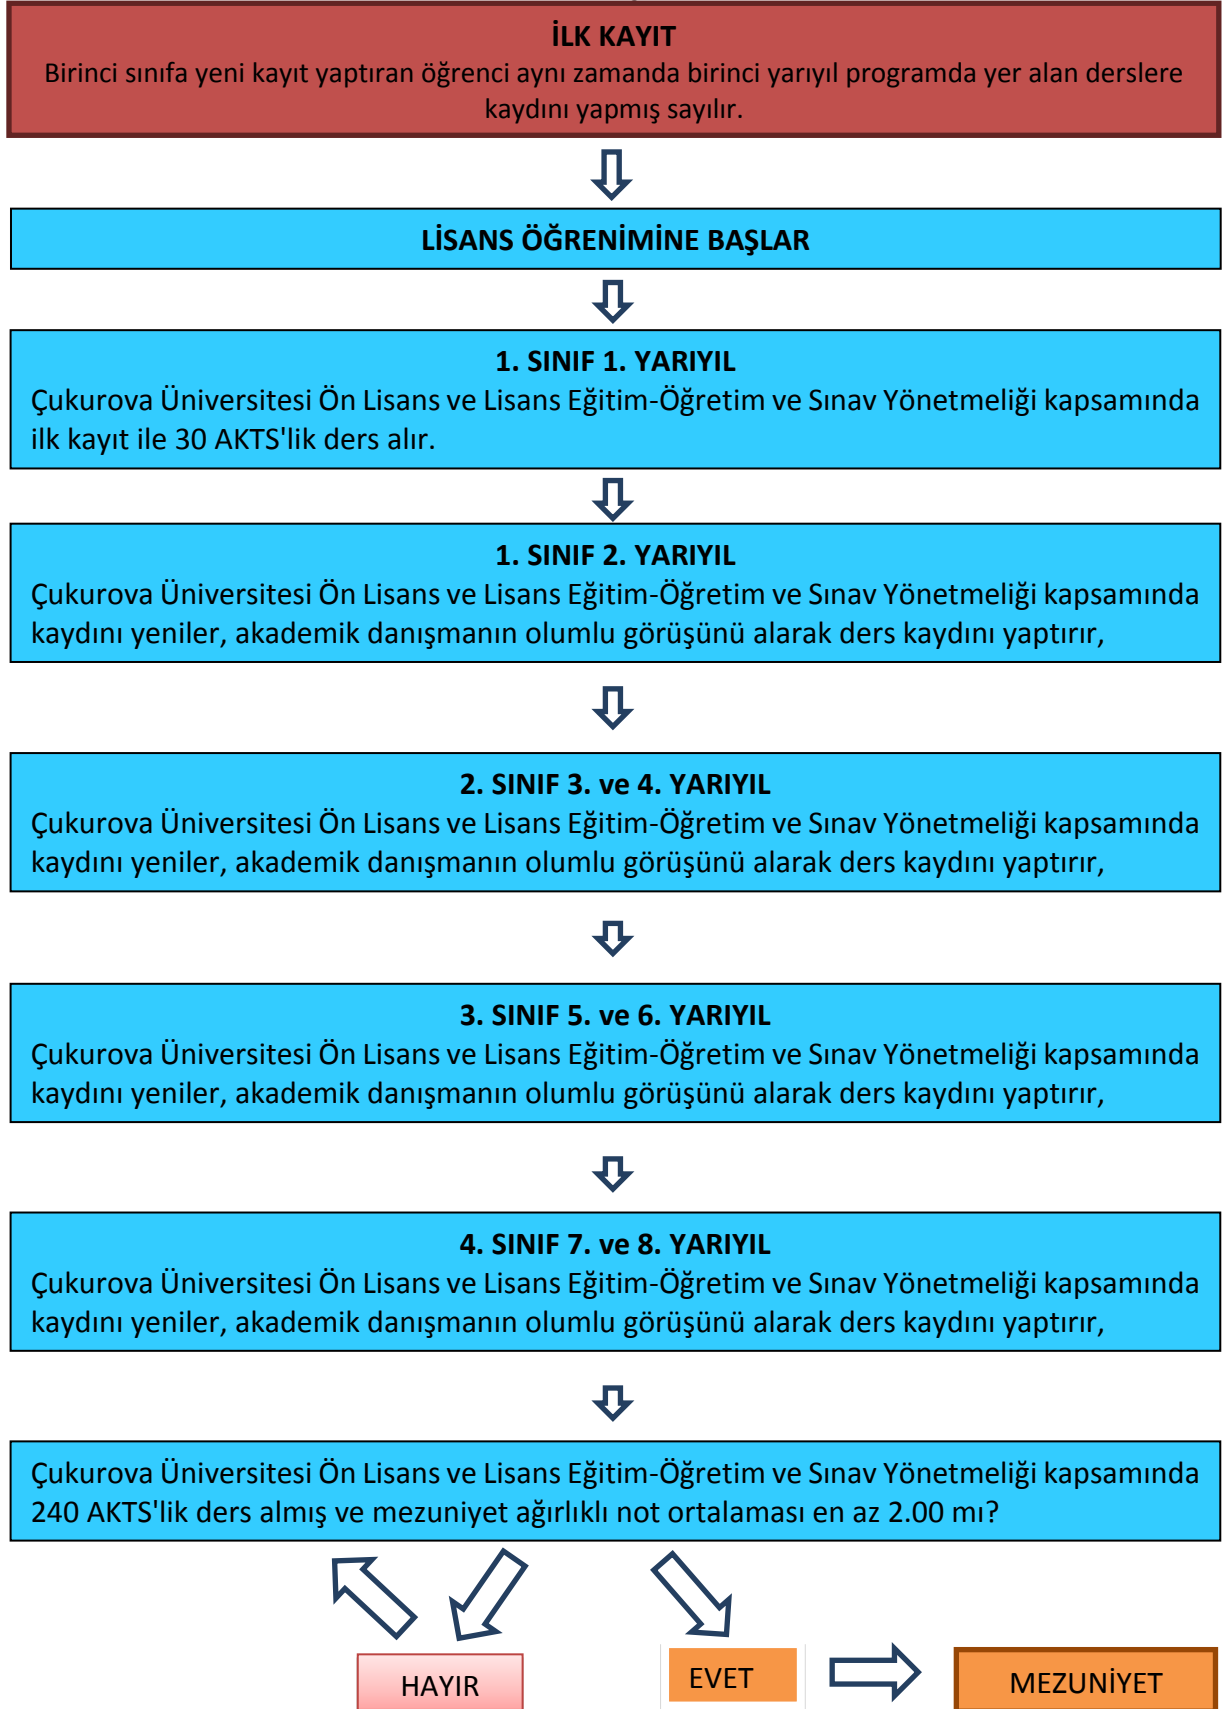 İLK KAYIT
Birinci sınıfa yeni kayıt yaptıran öğrenci aynı zamanda birinci yarıyıl programda yer alan derslere
kaydını yapmış sayılır.
LİSANS ÖĞRENİMİNE BAŞLAR
1. SINIF 1. YARIYIL
Çukurova Üniversitesi Ön Lisans ve Lisans Eğitim-Öğretim ve Sınav Yönetmeliği kapsamında
ilk kayıt ile 30 AKTS'lik ders alır.
1. SINIF 2. YARIYIL
Çukurova Üniversitesi Ön Lisans ve Lisans Eğitim-Öğretim ve Sınav Yönetmeliği kapsamında
kaydını yeniler, akademik danışmanın olumlu görüşünü alarak ders kaydını yaptırır,
2. SINIF 3. ve 4. YARIYIL
Çukurova Üniversitesi Ön Lisans ve Lisans Eğitim-Öğretim ve Sınav Yönetmeliği kapsamında
kaydını yeniler, akademik danışmanın olumlu görüşünü alarak ders kaydını yaptırır,
3. SINIF 5. ve 6. YARIYIL
Çukurova Üniversitesi Ön Lisans ve Lisans Eğitim-Öğretim ve Sınav Yönetmeliği kapsamında
kaydını yeniler, akademik danışmanın olumlu görüşünü alarak ders kaydını yaptırır,
4. SINIF 7. ve 8. YARIYIL
Çukurova Üniversitesi Ön Lisans ve Lisans Eğitim-Öğretim ve Sınav Yönetmeliği kapsamında
kaydını yeniler, akademik danışmanın olumlu görüşünü alarak ders kaydını yaptırır,
Çukurova Üniversitesi Ön Lisans ve Lisans Eğitim-Öğretim ve Sınav Yönetmeliği kapsamında
240 AKTS'lik ders almış ve mezuniyet ağırlıklı not ortalaması en az 2.00 mı?
HAYIR
EVET
MEZUNİYET